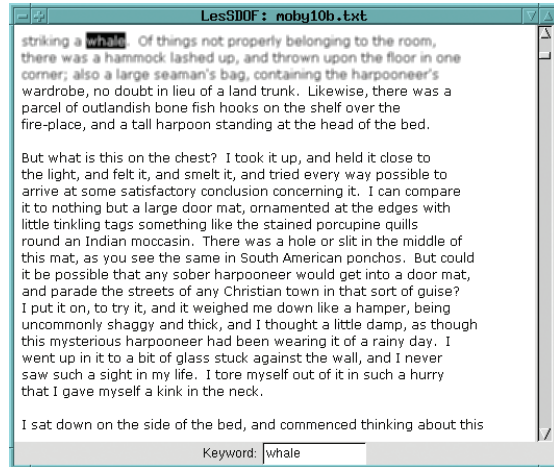 LesSDOF: moby10b.txt
striking a whale.  Of things not properly belonging to the room,
there was a hammock lashed up, and thrown upon the floor in one
corner; also a large seaman's bag, containing the harpooneer's
wardrobe, no doubt in lieu of a land trunk.  Likewise, there was a
parcel of outlandish bone fish hooks on the shelf over the
fire-place, and a tall harpoon standing at the head of the bed.

But what is this on the chest?  I took it up, and held it close to
the light, and felt it, and smelt it, and tried every way possible to
arrive at some satisfactory conclusion concerning it.  I can compare
it to nothing but a large door mat, ornamented at the edges with
little tinkling tags something like the stained porcupine quills
round an Indian moccasin.  There was a hole or slit in the middle of
this mat, as you see the same in South American ponchos.  But could
it be possible that any sober harpooneer would get into a door mat,
and parade the streets of any Christian town in that sort of guise?
I put it on, to try it, and it weighed me down like a hamper, being
uncommonly shaggy and thick, and I thought a little damp, as though
this mysterious harpooneer had been wearing it of a rainy day.  I
went up in it to a bit of glass stuck against the wall, and I never
saw such a sight in my life.  I tore myself out of it in such a hurry
that I gave myself a kink in the neck.

I sat down on the side of the bed, and commenced thinking about this
Keyword: whale